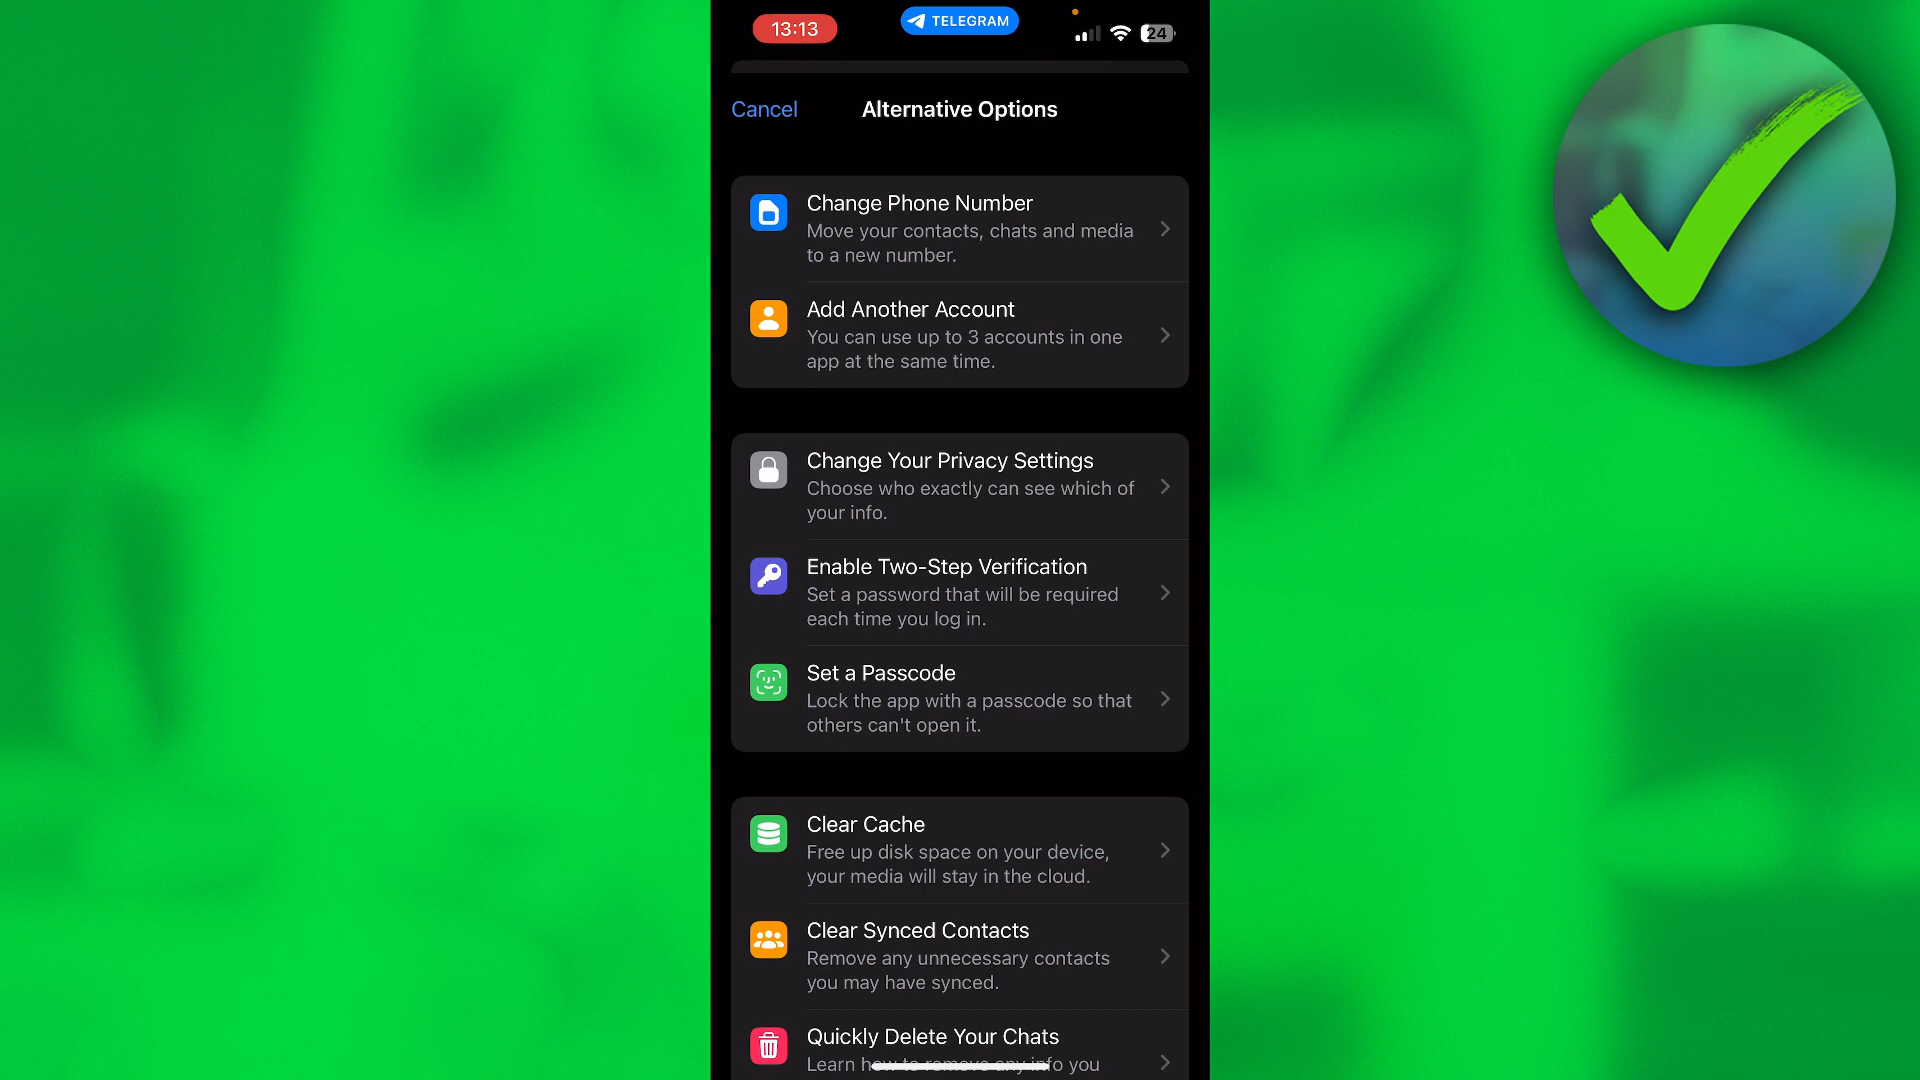 13:13
TELEGRAM
24
Cancel
Alternative Options
Change Phone Number
Move your contacts, chats and media
to a new number.
Add Another Account
You can use up to 3 accounts in one
app at the same time.
Change Your Privacy Settings
Choose who exactly can see which of
your info.
Enable Two-Step Verification
Set a password that will be required
each time you log in.
Set a Passcode
Lock the app with a passcode so that
others can't open it.
Clear Cache
Free up disk space on your device,
your media will stay in the cloud.
Clear Synced Contacts
Remove any unnecessary contacts
you may have synced.
Quickly Delete Your Chats
Learn how to remove any info you